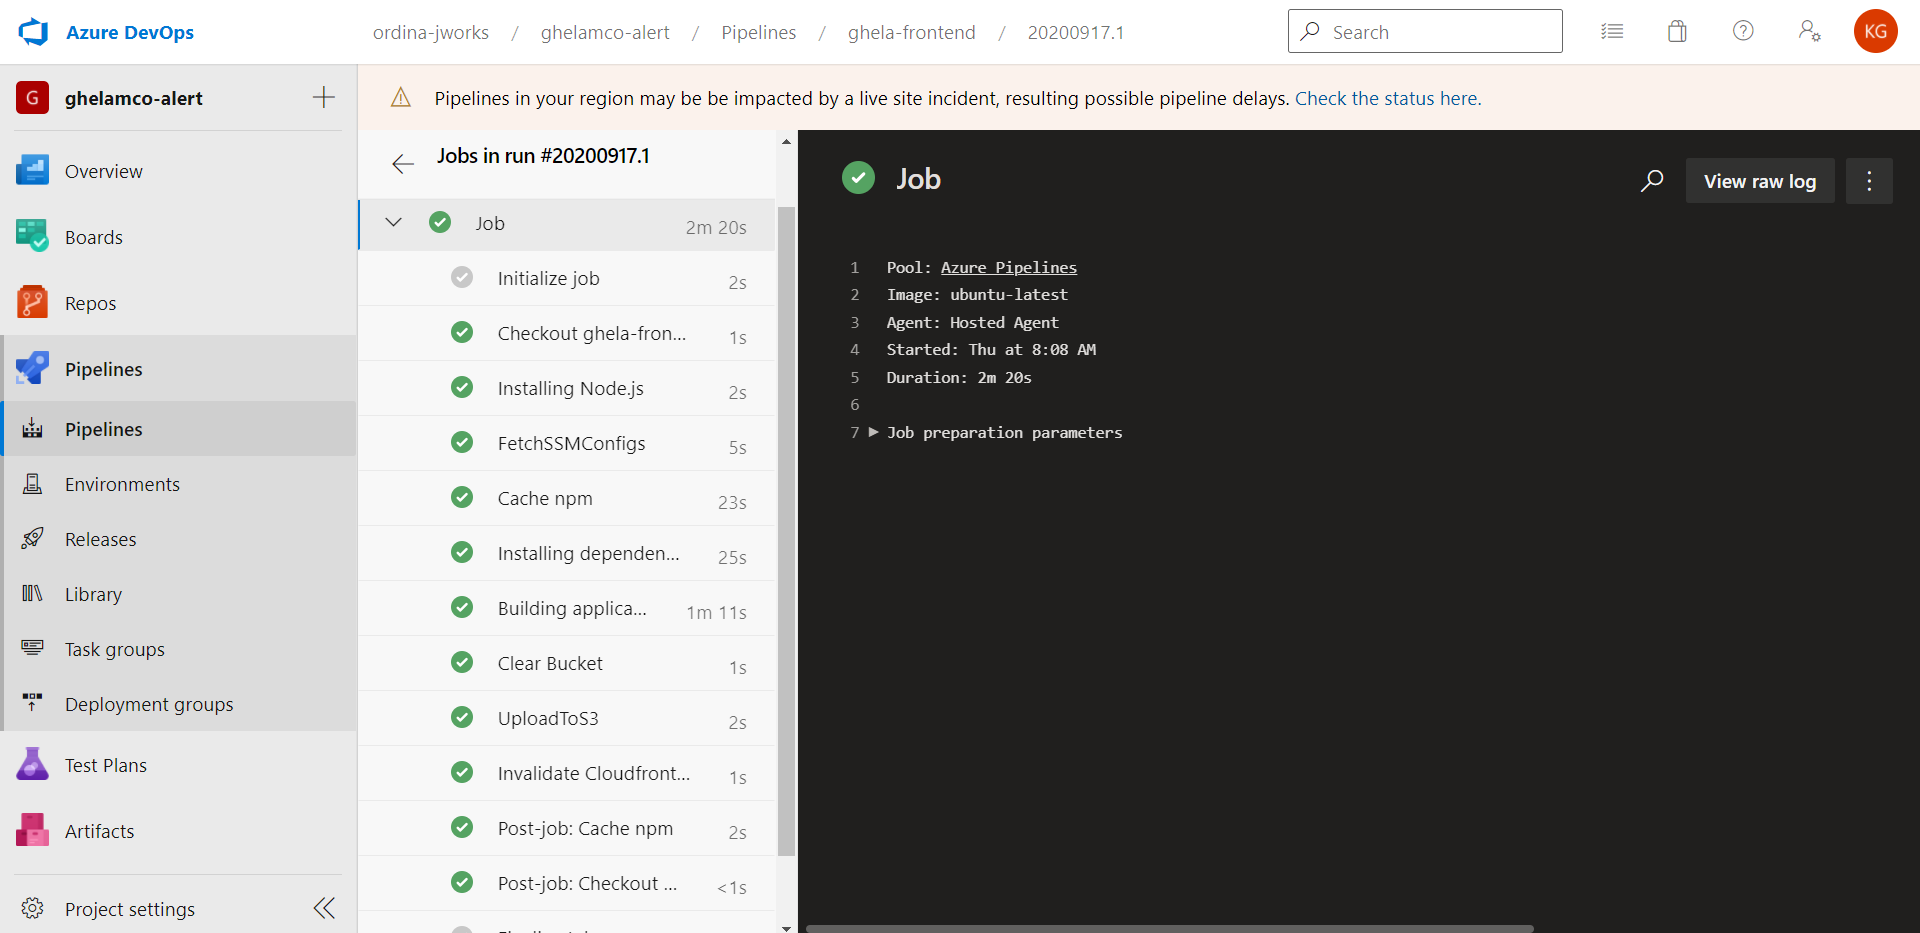 Azure DevOps
ordina-jworks / ghelamco-alert / Pipelines / ghela-frontend / 20200917.1
Search
KG
G ghelamco-alert
Overview
Boards
Repos
Pipelines
Pipelines
Environments
Releases
Library
Task groups
Deployment groups
Test Plans
Artifacts
Project settings
Pipelines in your region may be be impacted by a live site incident, resulting possible pipeline delays. Check the status here.
Jobs in run #20200917.1
Job 2m 20s
Initialize job 2s
Checkout ghela-fron... 1s
Installing Node.js 2s
FetchSSMConfigs 5s
Cache npm 23s
Installing dependen... 25s
Building applica... 1m 11s
Clear Bucket 1s
UploadToS3 2s
Invalidate Cloudfront... 1s
Post-job: Cache npm 2s
Post-job: Checkout ... <1s
Job
View raw log
1 Pool: Azure Pipelines
2 Image: ubuntu-latest
3 Agent: Hosted Agent
4 Started: Thu at 8:08 AM
5 Duration: 2m 20s
6
7 Job preparation parameters